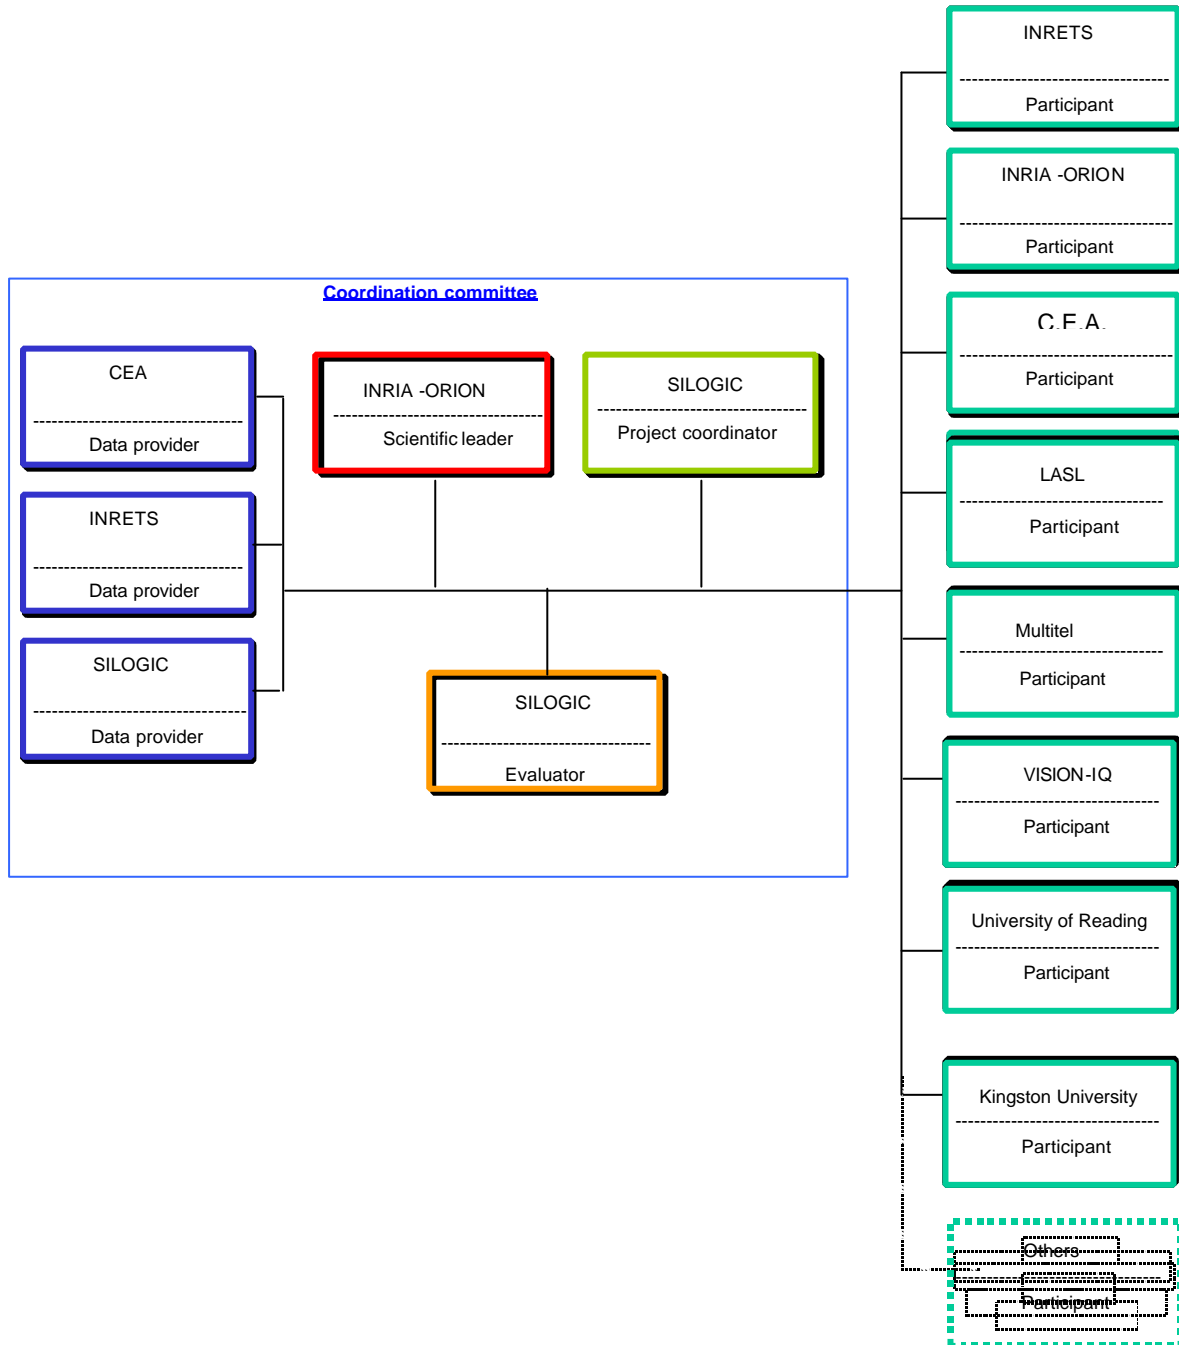 Coordination committee
CEA
Data provider
INRETS
Data provider
SILOGIC
Data provider
INRIA -ORION
Scientific leader
SILOGIC
Project coordinator
SILOGIC
Evaluator
INRETS
Participant
INRIA -ORION
Participant
C.E.A.
Participant
LASL
Participant
Multitel
Participant
VISION-IQ
Participant
University of Reading
Participant
Kingston University
Participant
Others
Participant